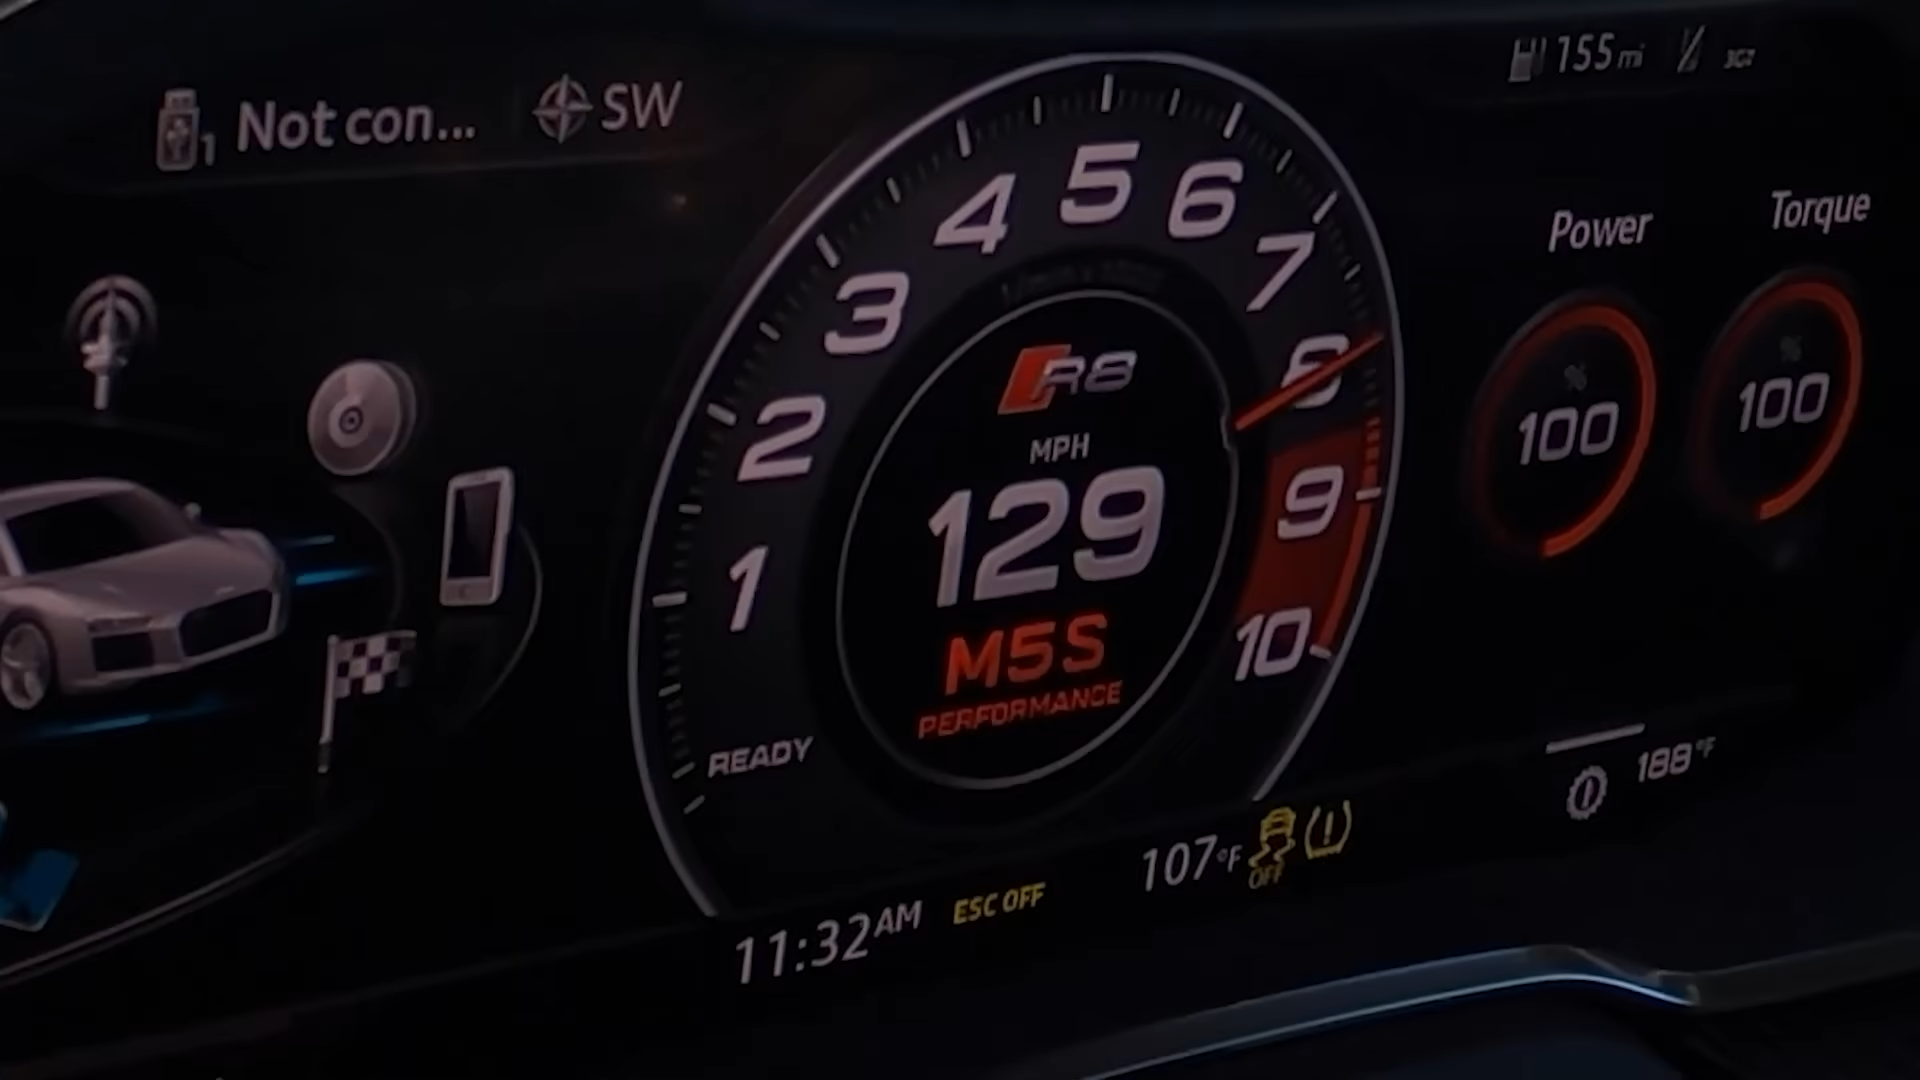 1 Not con... SW
155 mi
Power Torque
% %
100 100
1 2 3 4 5 6 7 8 9 10
R8
MPH
129
M5S
PERFORMANCE
READY
188°F
107°F
OFF
11:32AM ESC OFF